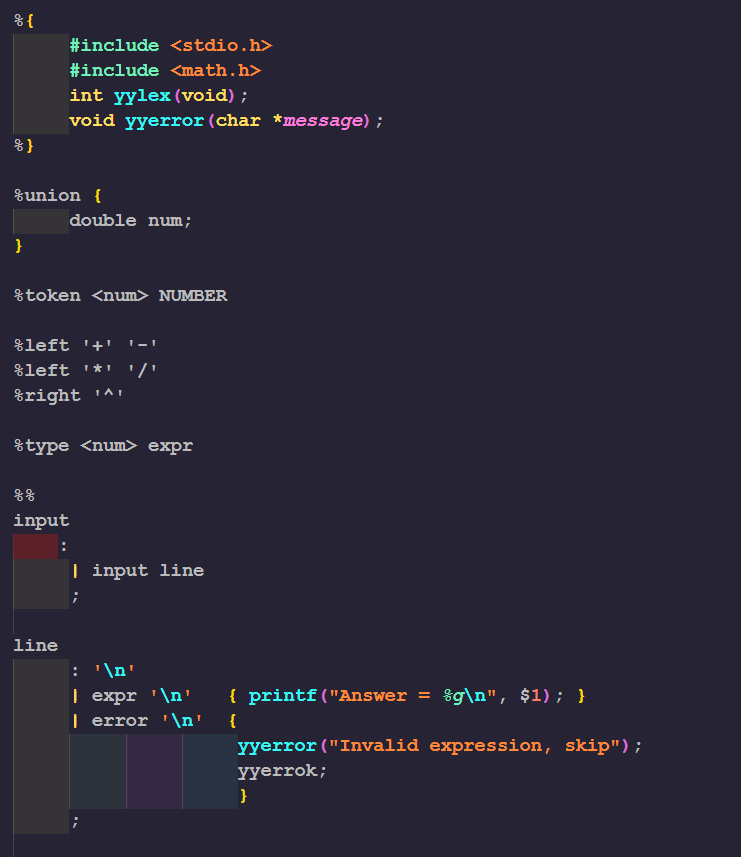 %{
#include <stdio.h>
#include <math.h>
int yylex(void);
void yyerror(char *message);
%}
%union {
double num;
}
%token <num> NUMBER
%left '+' '-'
%left '*' '/'
%right '^'
%type <num> expr
%%
input
:
| input line
;
line
: '\n'
| expr '\n' { printf("Answer = %g\n", $1); }
| error '\n' {
yyerror("Invalid expression, skip");
yyerrok;
}
;